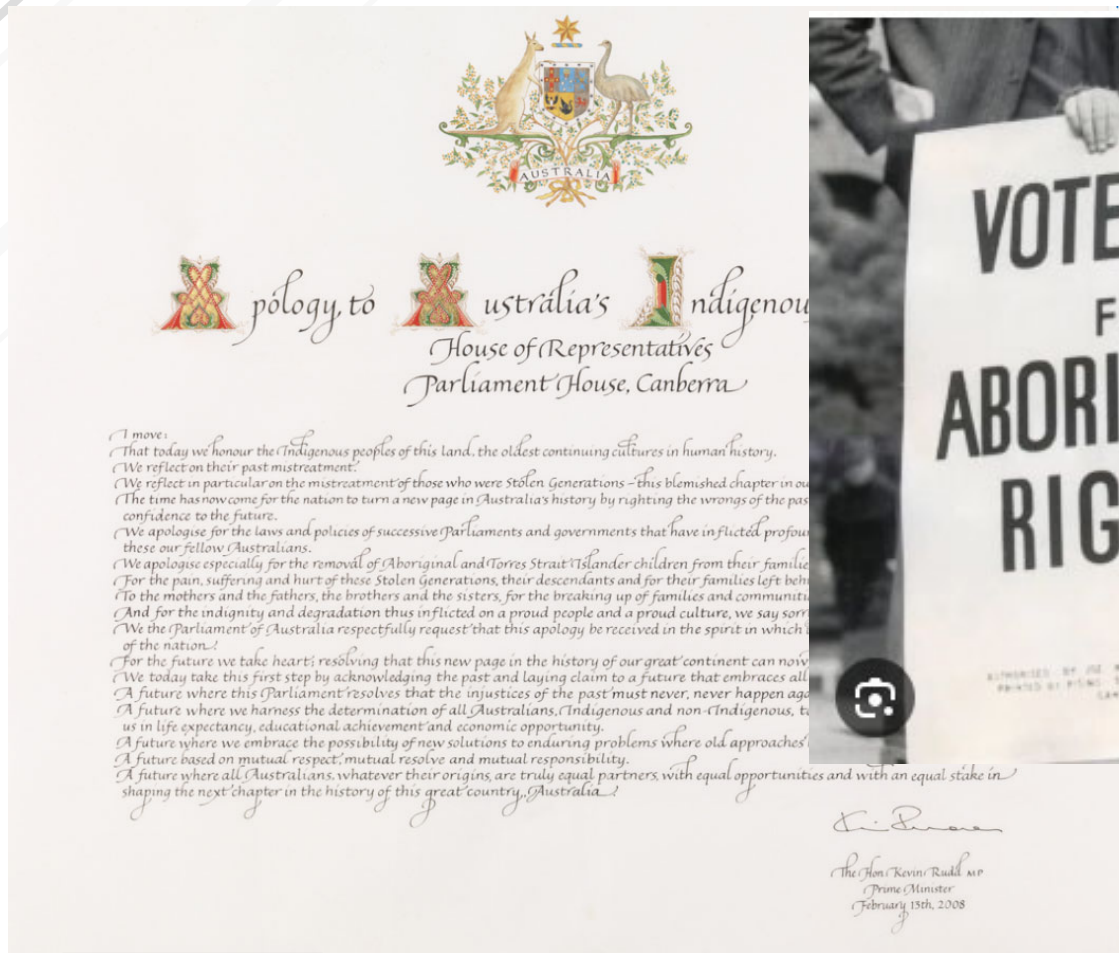 AUSTRALIA
Apology to Australia's Indigenou
House of Representatives
Parliament House, Canberra
I move:
That today we honour the Indigenous peoples of this land, the oldest continuing cultures in human history.
We reflect on their past mistreatment.
We reflect in particular on the mistreatment of those who were Stolen Generations – this blemished chapter in ou
The time has now come for the nation to turn a new page in Australia's history by righting the wrongs of the pas
confidence to the future.
We apologise for the laws and policies of successive Parliaments and governments that have inflicted profou
these our fellow Australians.
We apologise especially for the removal of Aboriginal and Torres Strait Islander children from their familie
For the pain, suffering and hurt of these Stolen Generations, their descendants and for their families left beh
To the mothers and the fathers, the brothers and the sisters, for the breaking up of families and communiti
And for the indignity and degradation thus inflicted on a proud people and a proud culture, we say sorr
We the Parliament of Australia respectfully request that this apology be received in the spirit in which
of the nation.
For the future we take heart; resolving that this new page in the history of our great continent can now
We today take this first step by acknowledging the past and laying claim to a future that embraces all
A future where this Parliament resolves that the injustices of the past must never, never happen aga
A future where we harness the determination of all Australians, Indigenous and non-Indigenous, t
us in life expectancy, educational achievement and economic opportunity.
A future where we embrace the possibility of new solutions to enduring problems where old approaches
A future based on mutual respect, mutual resolve and mutual responsibility.
A future where all Australians, whatever their origins, are truly equal partners, with equal opportunities and with an equal stake in
shaping the next chapter in the history of this great country, Australia.
The Hon Kevin Rudd MP
Prime Minister
February 13th, 2008
VOTE
F
ABORI
RIG
AUTHORISED BY
PRINTED BY